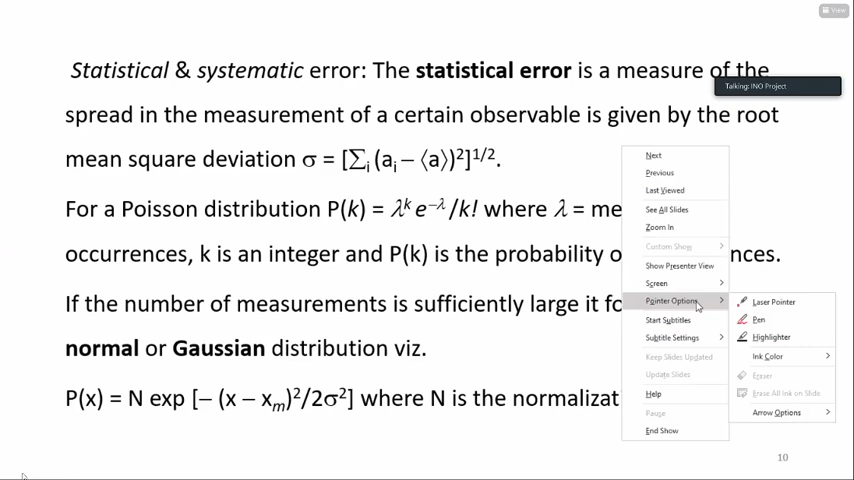 View
Statistical & systematic error: The statistical error is a measure of the
Talking: INO Project
spread in the measurement of a certain observable is given by the root
mean square deviation σ = [∑i (ai – ⟨a⟩)²]1/2.
For a Poisson distribution P(k) = λk e–λ /k! where λ = me
occurrences, k is an integer and P(k) is the probability o
nces.
If the number of measurements is sufficiently large it fo
normal or Gaussian distribution viz.
P(x) = N exp [– (x – xm)²/2σ²] where N is the normalizat
Next
Previous
Last Viewed
See All Slides
Zoom In
Custom Show
Show Presenter View
Screen
Pointer Options
Start Subtitles
Subtitle Settings
Keep Slides Updated
Update Slides
Help
Pause
End Show
Laser Pointer
Pen
Highlighter
Ink Color
Eraser
Erase All Ink on Slide
Arrow Options
10